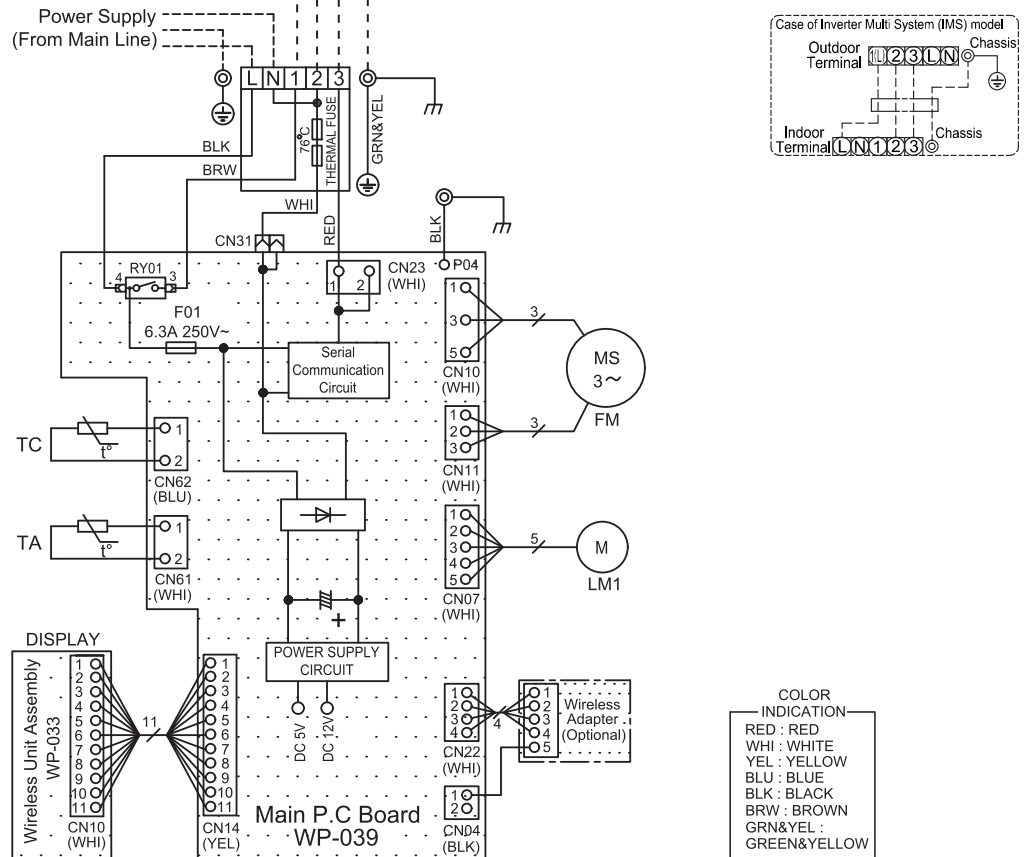 Power Supply
(From Main Line)
L N 1 2 3
BLK
BRW
76°C
THERMAL FUSE
GRN&YEL
WHI
RED
CN31
BLK
P04
RY01
4 3
F01
6.3A 250V~
1 2
CN23
(WHI)
Serial
Communication
Circuit
1
3
5
CN10
(WHI)
3
MS
3~
FM
1
2
3
CN11
(WHI)
3
TC
t°
1
2
CN62
(BLU)
TA
t°
1
2
CN61
(WHI)
1
2
3
4
5
CN07
(WHI)
5
M
LM1
+
POWER SUPPLY
CIRCUIT
DC 5V
DC 12V
DISPLAY
Wireless Unit Assembly
WP-033
1
2
3
4
5
6
7
8
9
10
11
CN10
(WHI)
11
1
2
3
4
5
6
7
8
9
10
11
CN14
(YEL)
Main P.C Board
WP-039
1
2
3
4
CN22
(WHI)
4
1
2
3
4
5
Wireless
Adapter
(Optional)
1
2
CN04
(BLK)
Case of Inverter Multi System (IMS) model
Outdoor
Terminal
2 3 L N
Chassis
Indoor
Terminal
L N 1 2 3
Chassis
COLOR
INDICATION
RED : RED
WHI : WHITE
YEL : YELLOW
BLU : BLUE
BLK : BLACK
BRW : BROWN
GRN&YEL :
GREEN&YELLOW